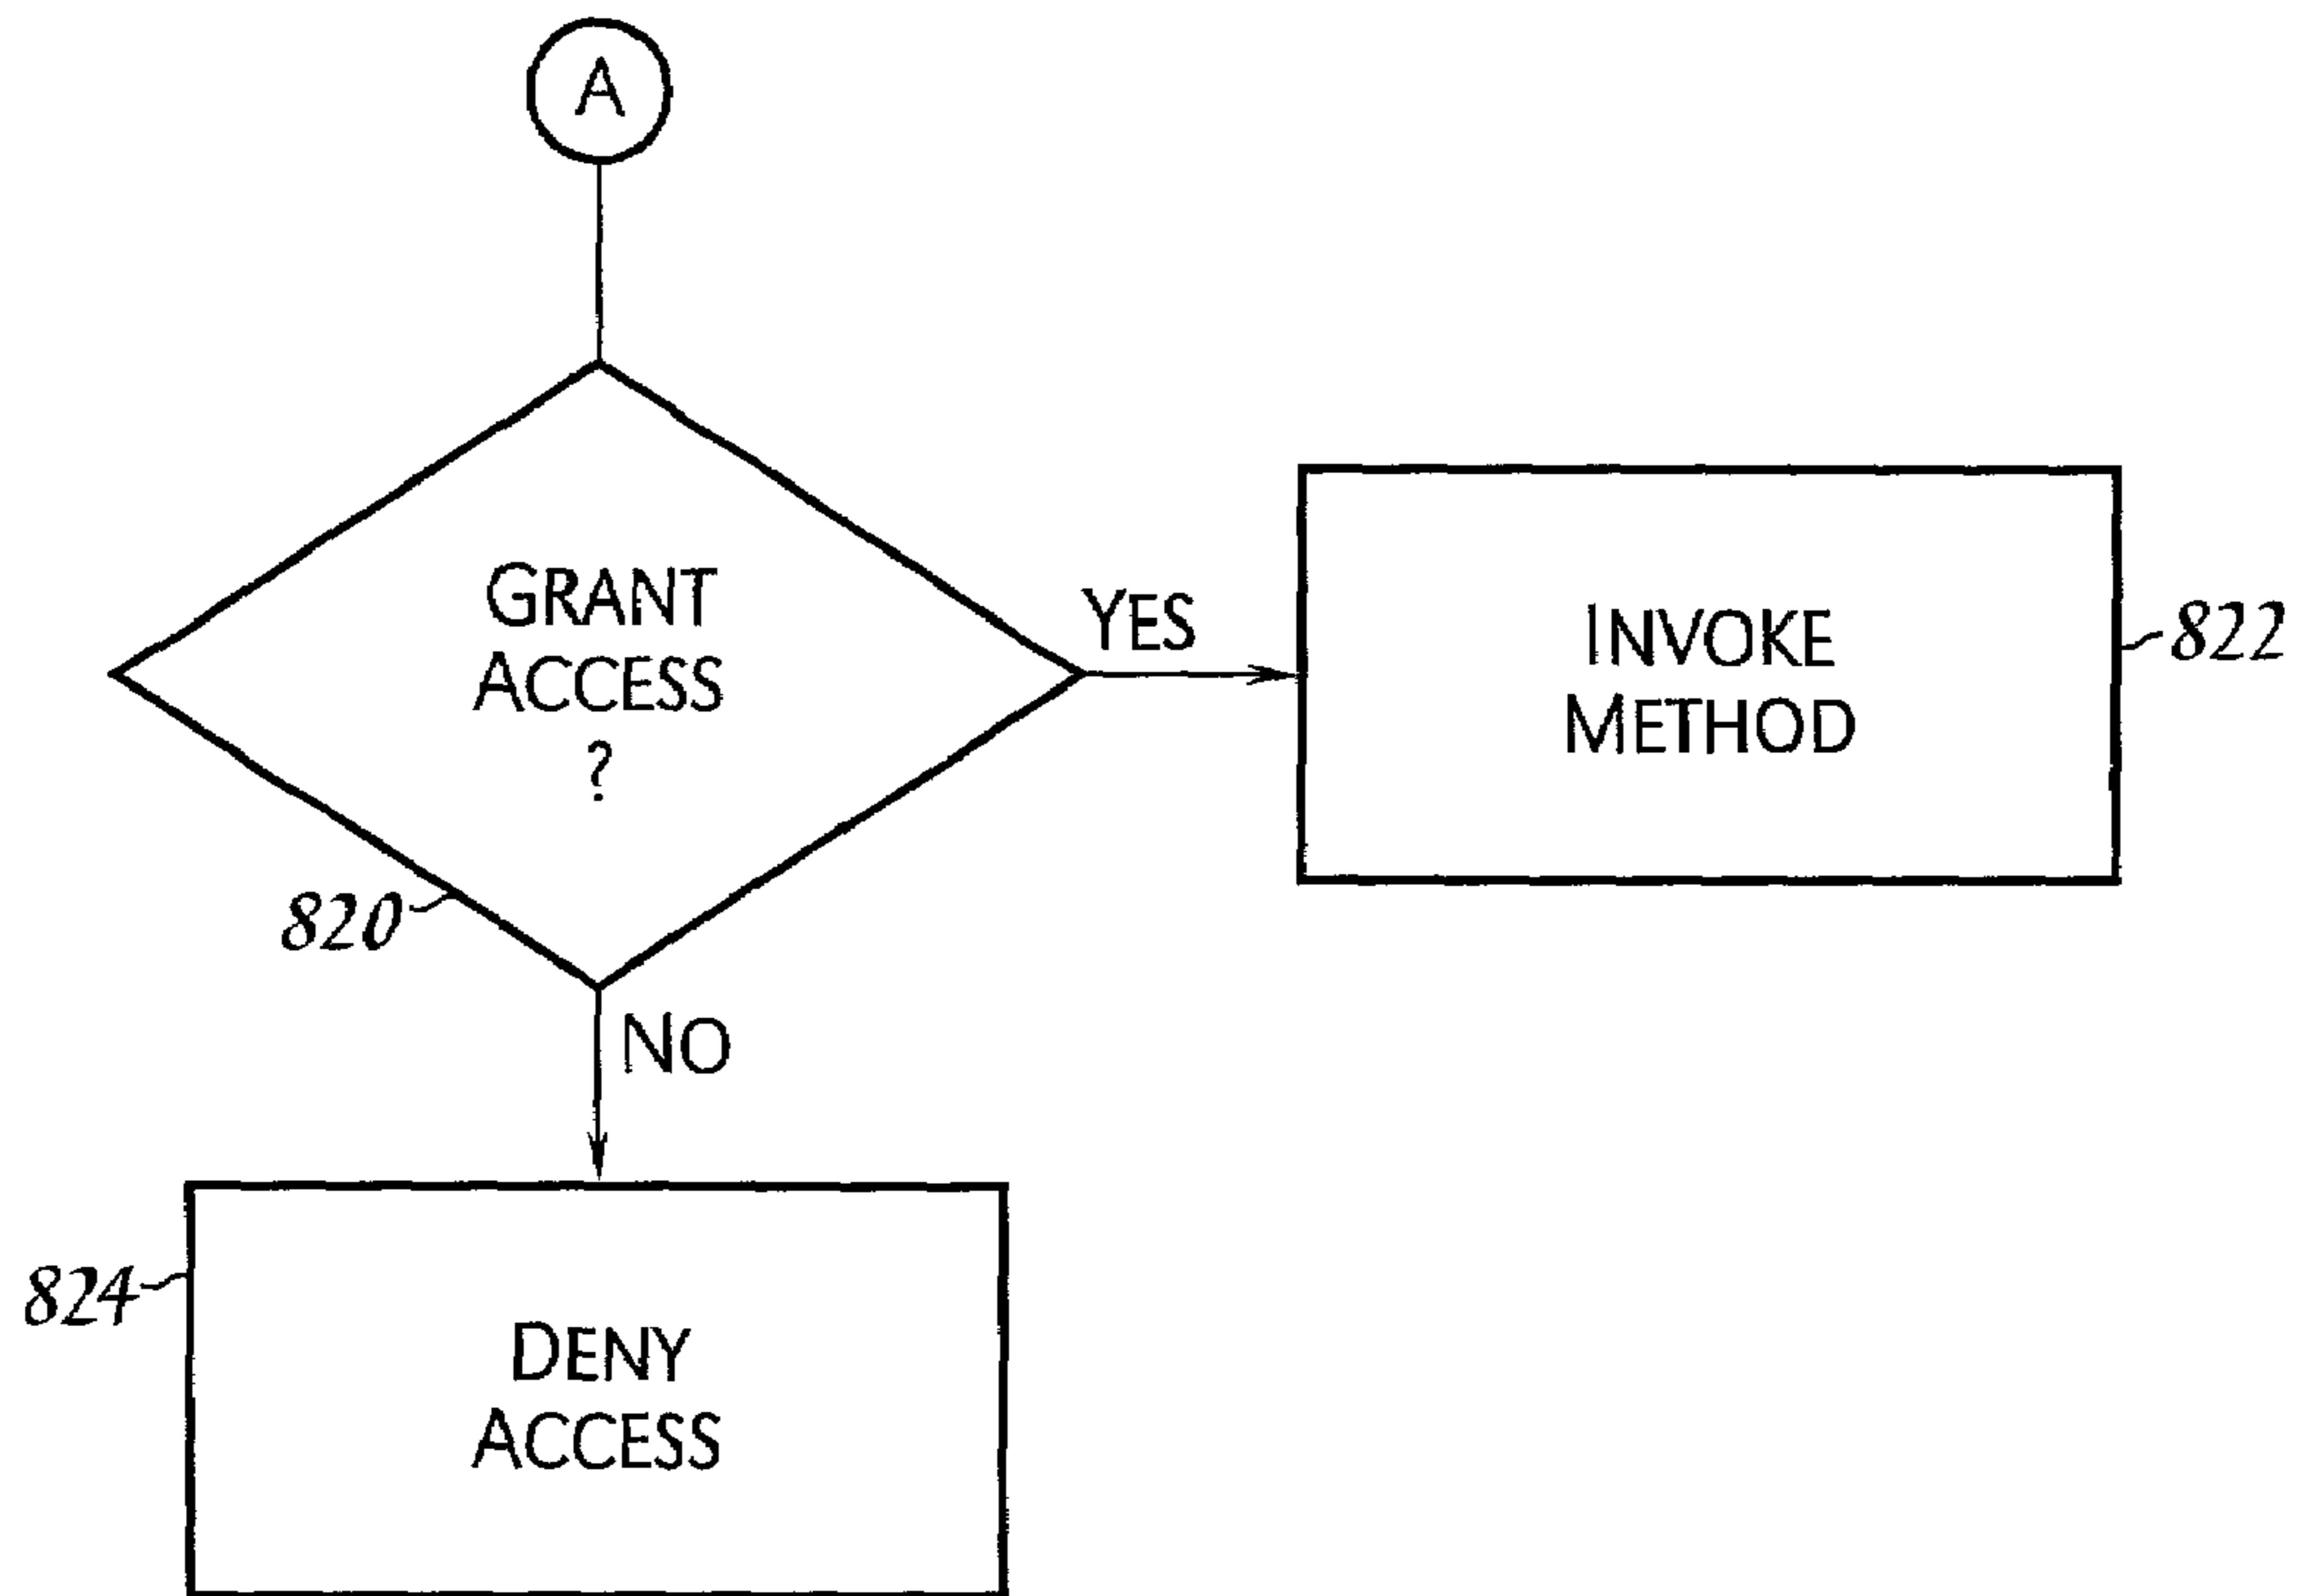 A
GRANT
ACCESS
?
YES
INVOKE
METHOD
822
820
NO
824
DENY
ACCESS